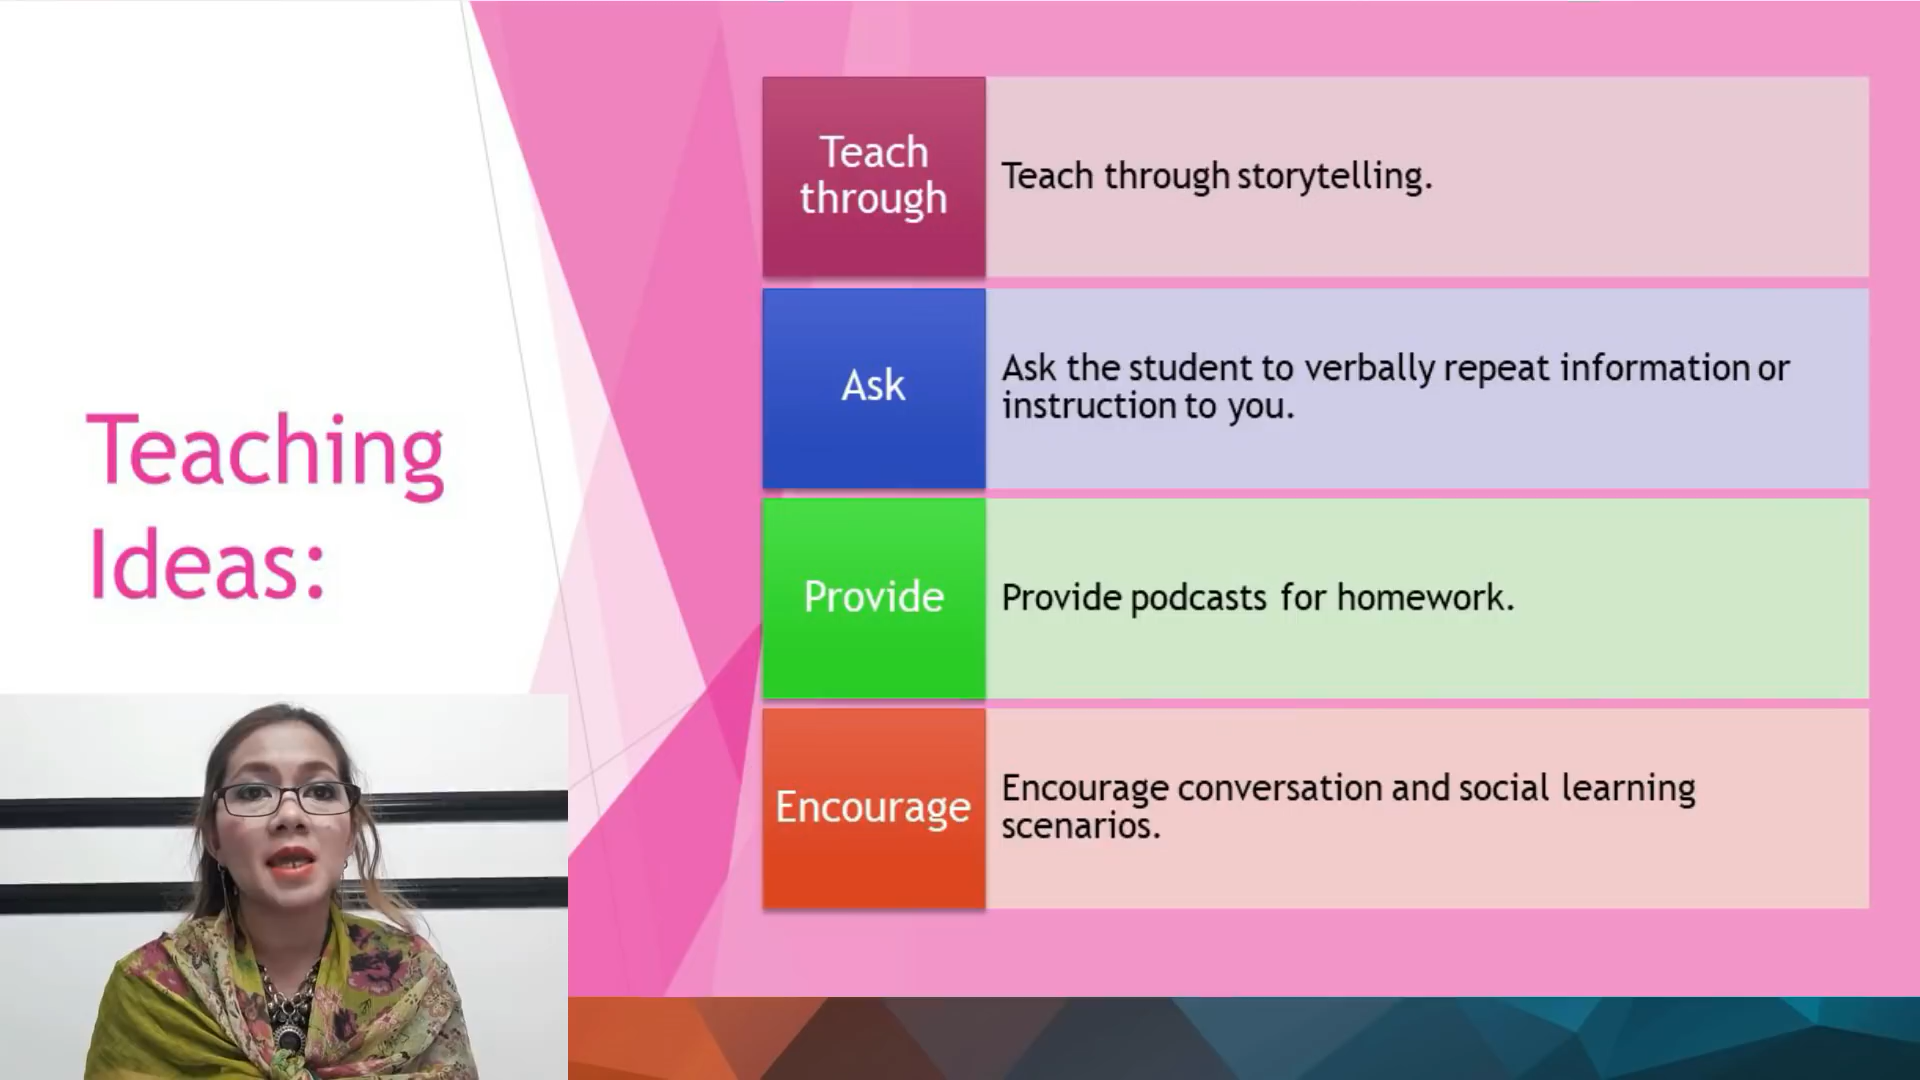 Teaching
Ideas:
Teach
through
Teach through storytelling.
Ask
Ask the student to verbally repeat information or
instruction to you.
Provide
Provide podcasts for homework.
Encourage
Encourage conversation and social learning
scenarios.